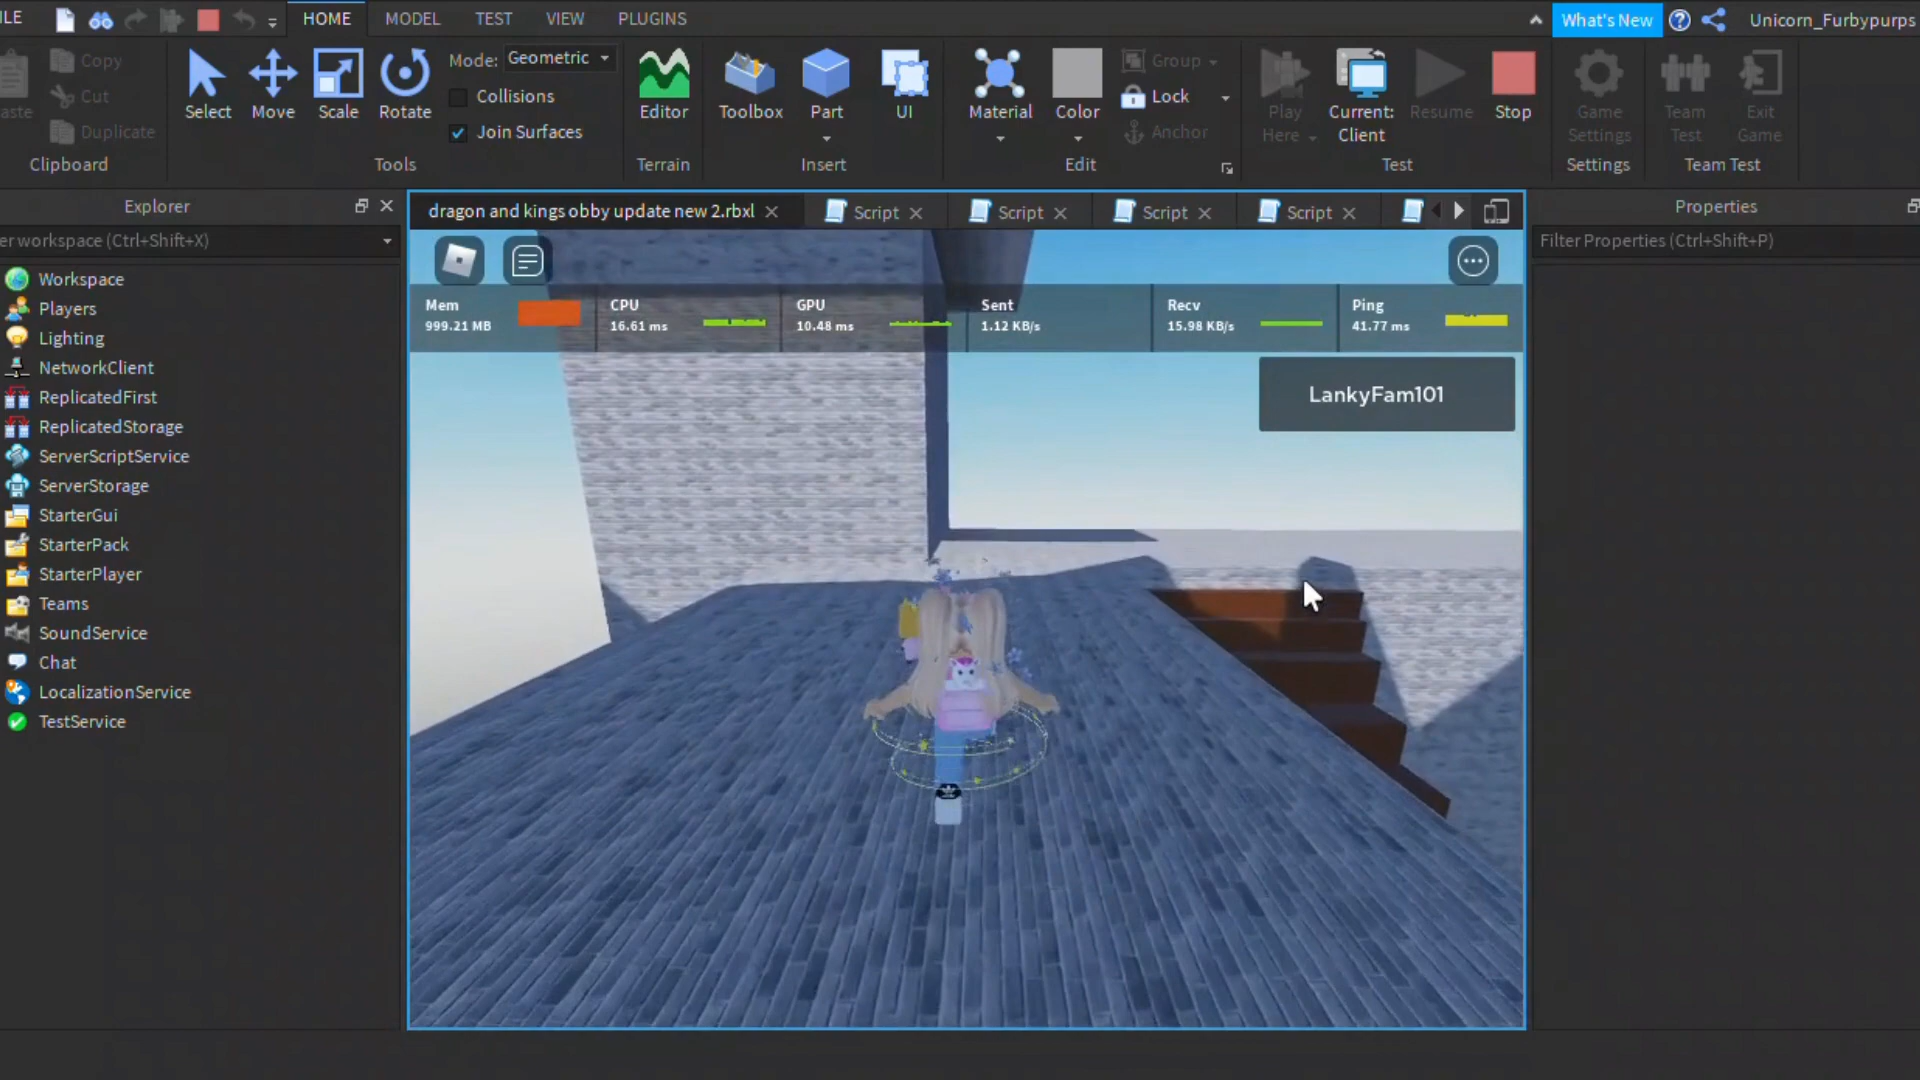 ILE
HOME
MODEL
TEST
VIEW
PLUGINS
What's New
Unicorn_Furbypurps
aste
Copy
Cut
Duplicate
Clipboard
Select
Move
Scale
Rotate
Mode: Geometric
Collisions
Join Surfaces
Tools
Editor
Terrain
Toolbox
Part
UI
Insert
Material
Color
Group
Lock
Anchor
Edit
Play
Here
Current:
Client
Resume
Stop
Test
Game
Settings
Settings
Team
Test
Exit
Game
Team Test
Explorer
er workspace (Ctrl+Shift+X)
Workspace
Players
Lighting
NetworkClient
ReplicatedFirst
ReplicatedStorage
ServerScriptService
ServerStorage
StarterGui
StarterPack
StarterPlayer
Teams
SoundService
Chat
LocalizationService
TestService
dragon and kings obby update new 2.rbxl
Script
Script
Script
Script
Mem
999.21 MB
CPU
16.61 ms
GPU
10.48 ms
Sent
1.12 KB/s
Recv
15.98 KB/s
Ping
41.77 ms
LankyFam101
Properties
Filter Properties (Ctrl+Shift+P)